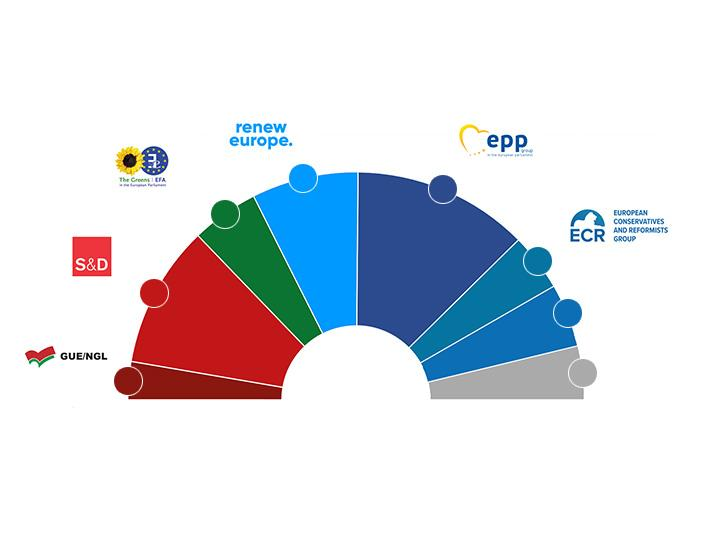 renew
europe.
epp
group
in the european parliament
The Greens | EFA
in the European Parliament
ECR
EUROPEAN
CONSERVATIVES
AND REFORMISTS
GROUP
S&D
GUE/NGL